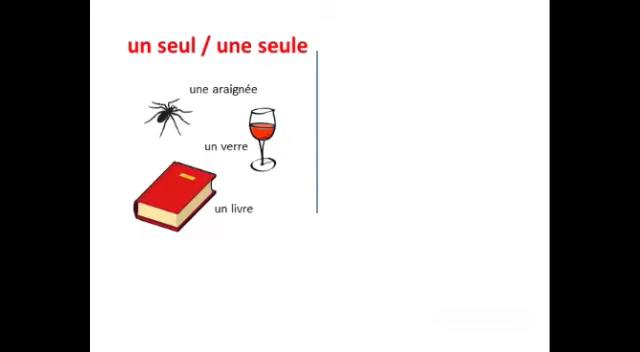 un seul / une seule
une araignée
un verre
un livre